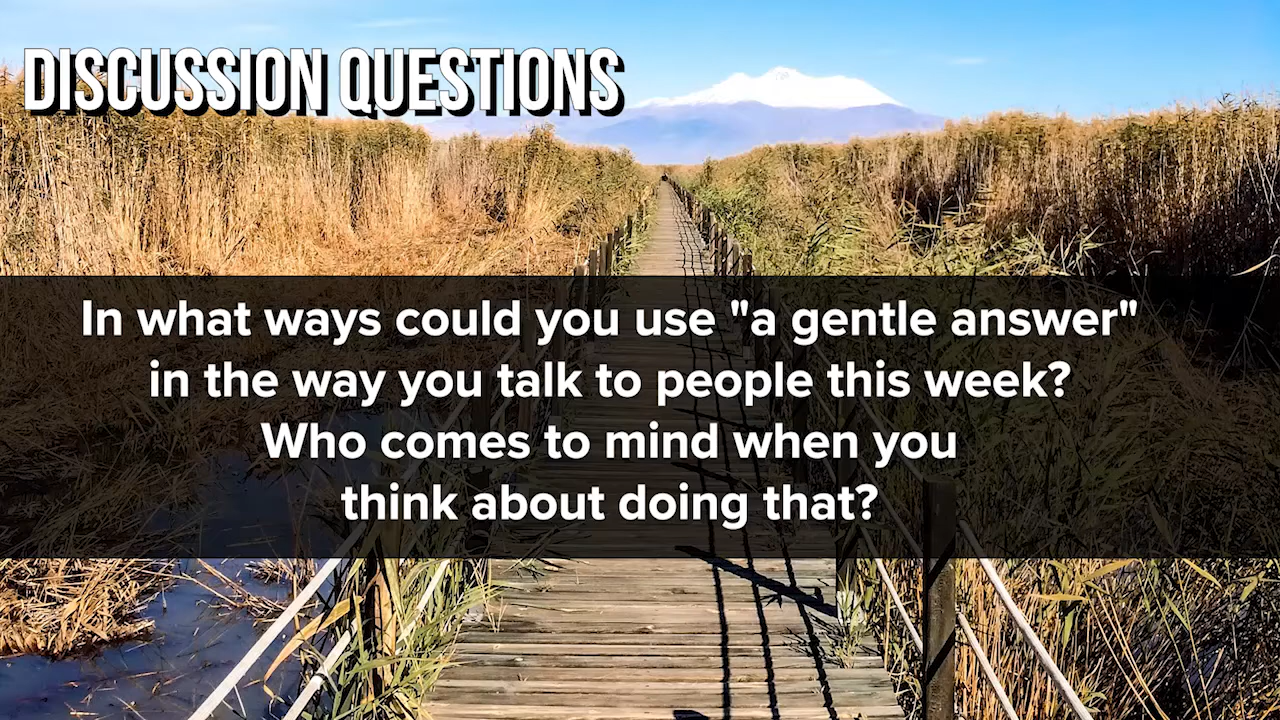 DISCUSSION QUESTIONS
In what ways could you use "a gentle answer"
in the way you talk to people this week?
Who comes to mind when you
think about doing that?